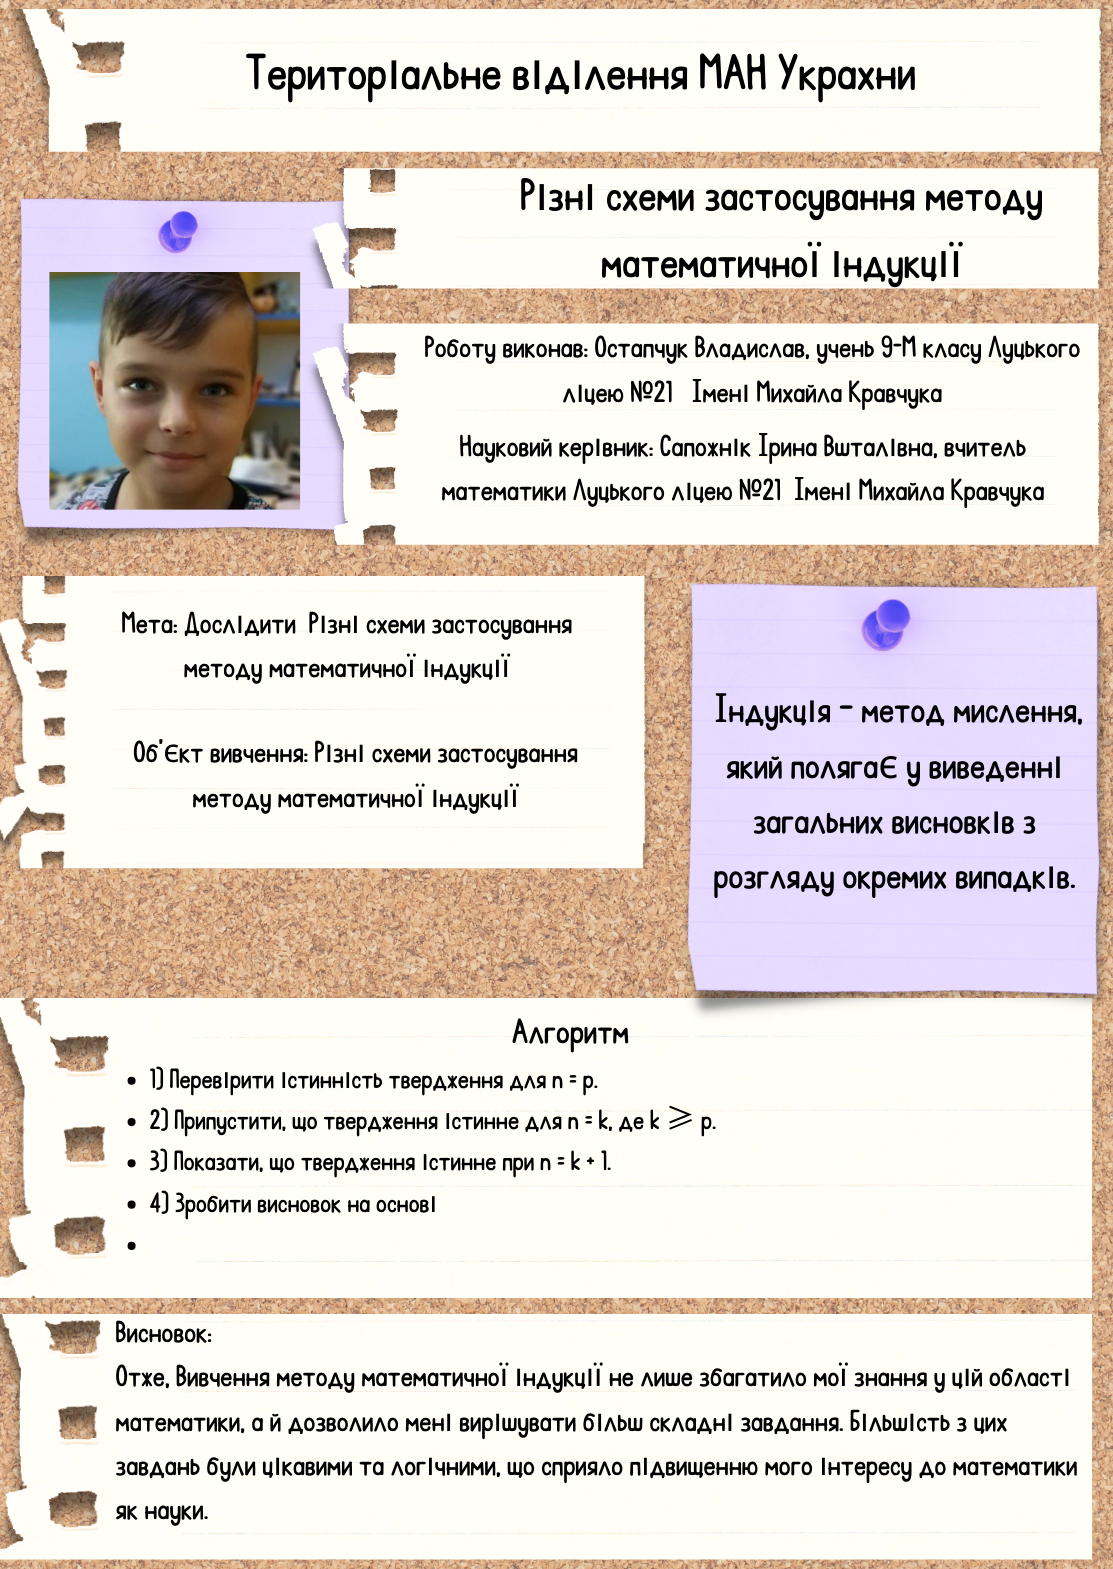 Територіальне віділення МАН Украхни
Різні схеми застосування методу
математичноЇ індукціЇ
Роботу виконав: Остапчук Владислав, учень 9-М класу Луцького
ліцею №21 Імені Михайла Кравчука
Науковий керівник: Сапожнік Ірина Вшталівна, вчитель
математики Луцького ліцею №21 Імені Михайла Кравчука
Мета: Дослідити Різні схеми застосування
методу математичноЇ індукціЇ
Об'Єкт вивчення: Різні схеми застосування
методу математичноЇ індукціЇ
Індукція - метод мислення,
який полягаЄ у виведенні
загальних висновків з
розгляду окремих випадків.
Алгоритм
• 1) Перевірити істинність твердження для n = p.
• 2) Припустити, що твердження істинне для n = k, де k ⩾ p.
• 3) Показати, що твердження істинне при n = k + 1.
• 4) Зробити висновок на основі
•
Висновок:
Отже, Вивчення методу математичноЇ індукціЇ не лише збагатило моЇ знання у цій області
математики, а й дозволило мені вирішувати більш складні завдання. Більшість з цих
завдань були цікавими та логічними, що сприяло підвищенню мого інтересу до математики
як науки.